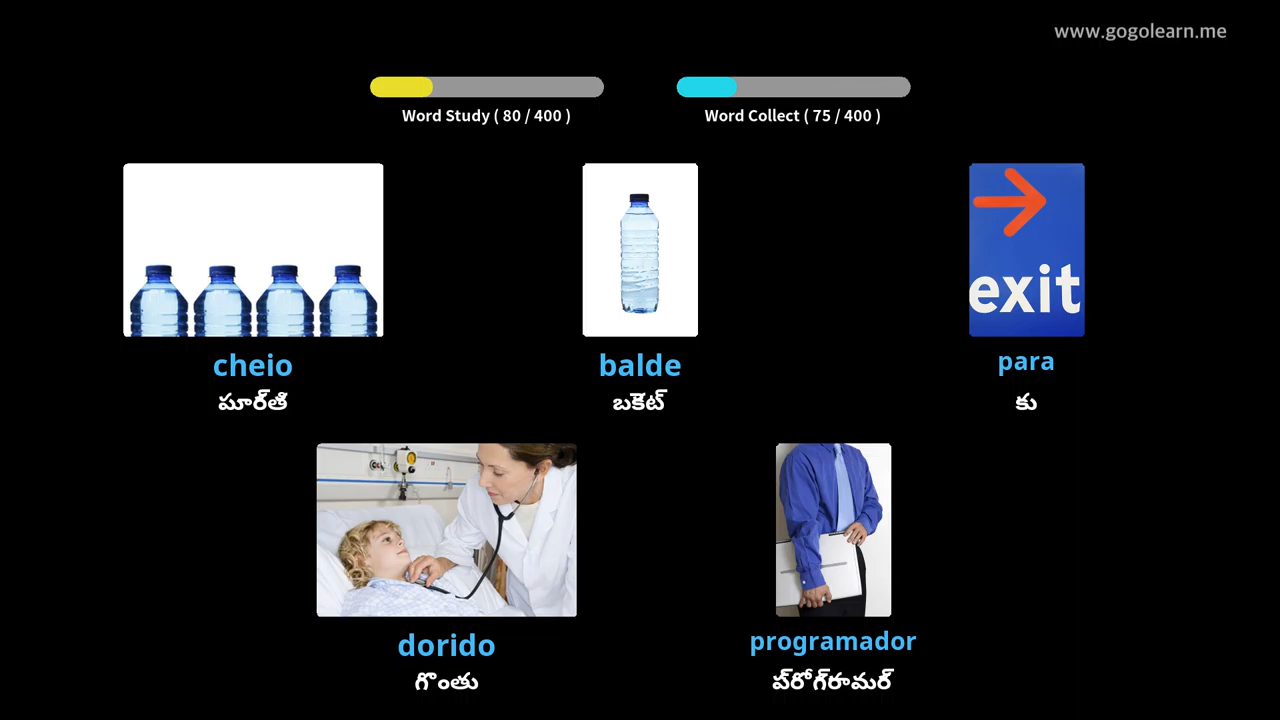 www.gogolearn.me
Word Study ( 80 / 400 )
Word Collect ( 75 / 400 )
exit
cheio
balde
para
పూర్తి
బకెట్
కు
dorido
programador
గొంతు
ప్రోగ్రామర్